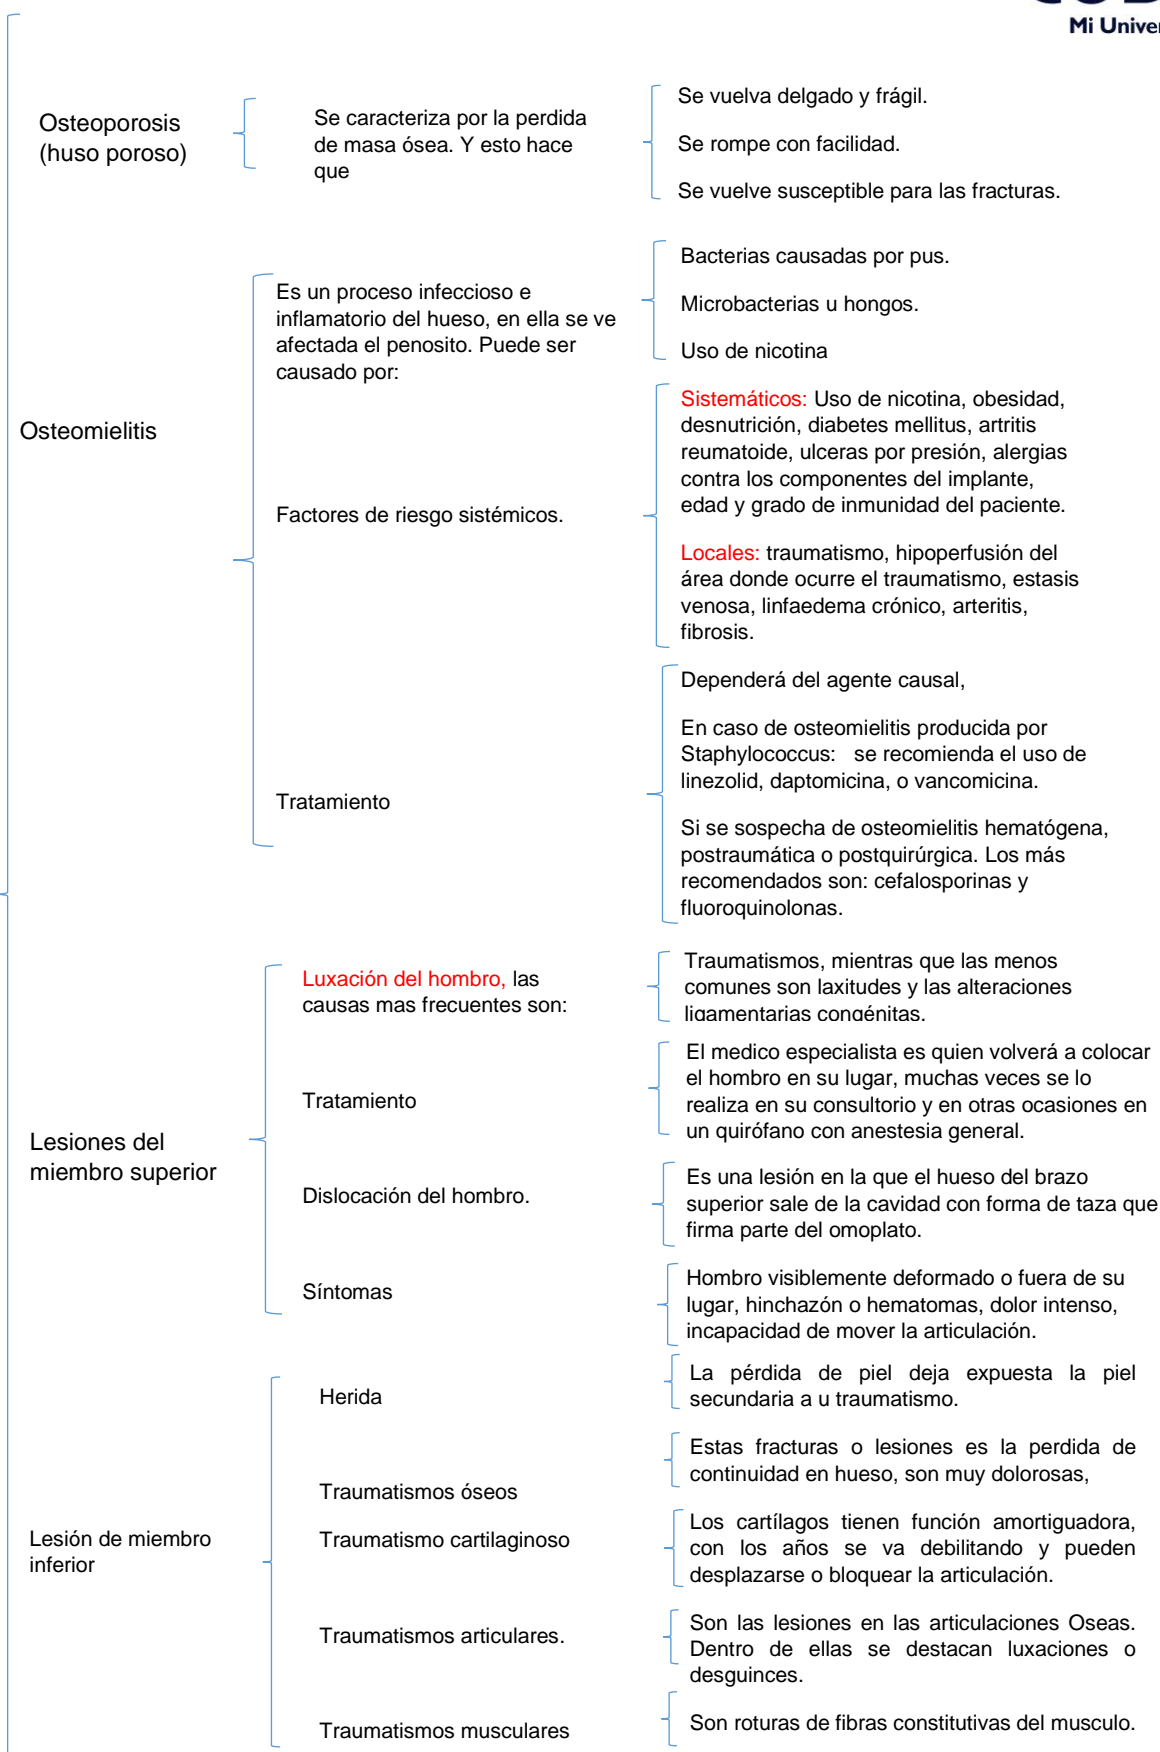 Mi Univer
Osteoporosis
(huso poroso)
Se caracteriza por la perdida
de masa ósea. Y esto hace
que
Se vuelva delgado y frágil.
Se rompe con facilidad.
Se vuelve susceptible para las fracturas.
Osteomielitis
Es un proceso infeccioso e
inflamatorio del hueso, en ella se ve
afectada el penosito. Puede ser
causado por:
Bacterias causadas por pus.
Microbacterias u hongos.
Uso de nicotina
Factores de riesgo sistémicos.
Sistemáticos: Uso de nicotina, obesidad,
desnutrición, diabetes mellitus, artritis
reumatoide, ulceras por presión, alergias
contra los componentes del implante,
edad y grado de inmunidad del paciente.
Locales: traumatismo, hipoperfusión del
área donde ocurre el traumatismo, estasis
venosa, linfaedema crónico, arteritis,
fibrosis.
Tratamiento
Dependerá del agente causal,
En caso de osteomielitis producida por
Staphylococcus: se recomienda el uso de
linezolid, daptomicina, o vancomicina.
Si se sospecha de osteomielitis hematógena,
postraumática o postquirúrgica. Los más
recomendados son: cefalosporinas y
fluoroquinolonas.
Lesiones del
miembro superior
Luxación del hombro, las
causas mas frecuentes son:
Traumatismos, mientras que las menos
comunes son laxitudes y las alteraciones
ligamentarias congénitas.
Tratamiento
El medico especialista es quien volverá a colocar
el hombro en su lugar, muchas veces se lo
realiza en su consultorio y en otras ocasiones en
un quirófano con anestesia general.
Dislocación del hombro.
Es una lesión en la que el hueso del brazo
superior sale de la cavidad con forma de taza que
firma parte del omoplato.
Síntomas
Hombro visiblemente deformado o fuera de su
lugar, hinchazón o hematomas, dolor intenso,
incapacidad de mover la articulación.
Lesión de miembro
inferior
Herida
La pérdida de piel deja expuesta la piel
secundaria a u traumatismo.
Traumatismos óseos
Estas fracturas o lesiones es la perdida de
continuidad en hueso, son muy dolorosas,
Traumatismo cartilaginoso
Los cartílagos tienen función amortiguadora,
con los años se va debilitando y pueden
desplazarse o bloquear la articulación.
Traumatismos articulares.
Son las lesiones en las articulaciones Oseas.
Dentro de ellas se destacan luxaciones o
desguinces.
Traumatismos musculares
Son roturas de fibras constitutivas del musculo.